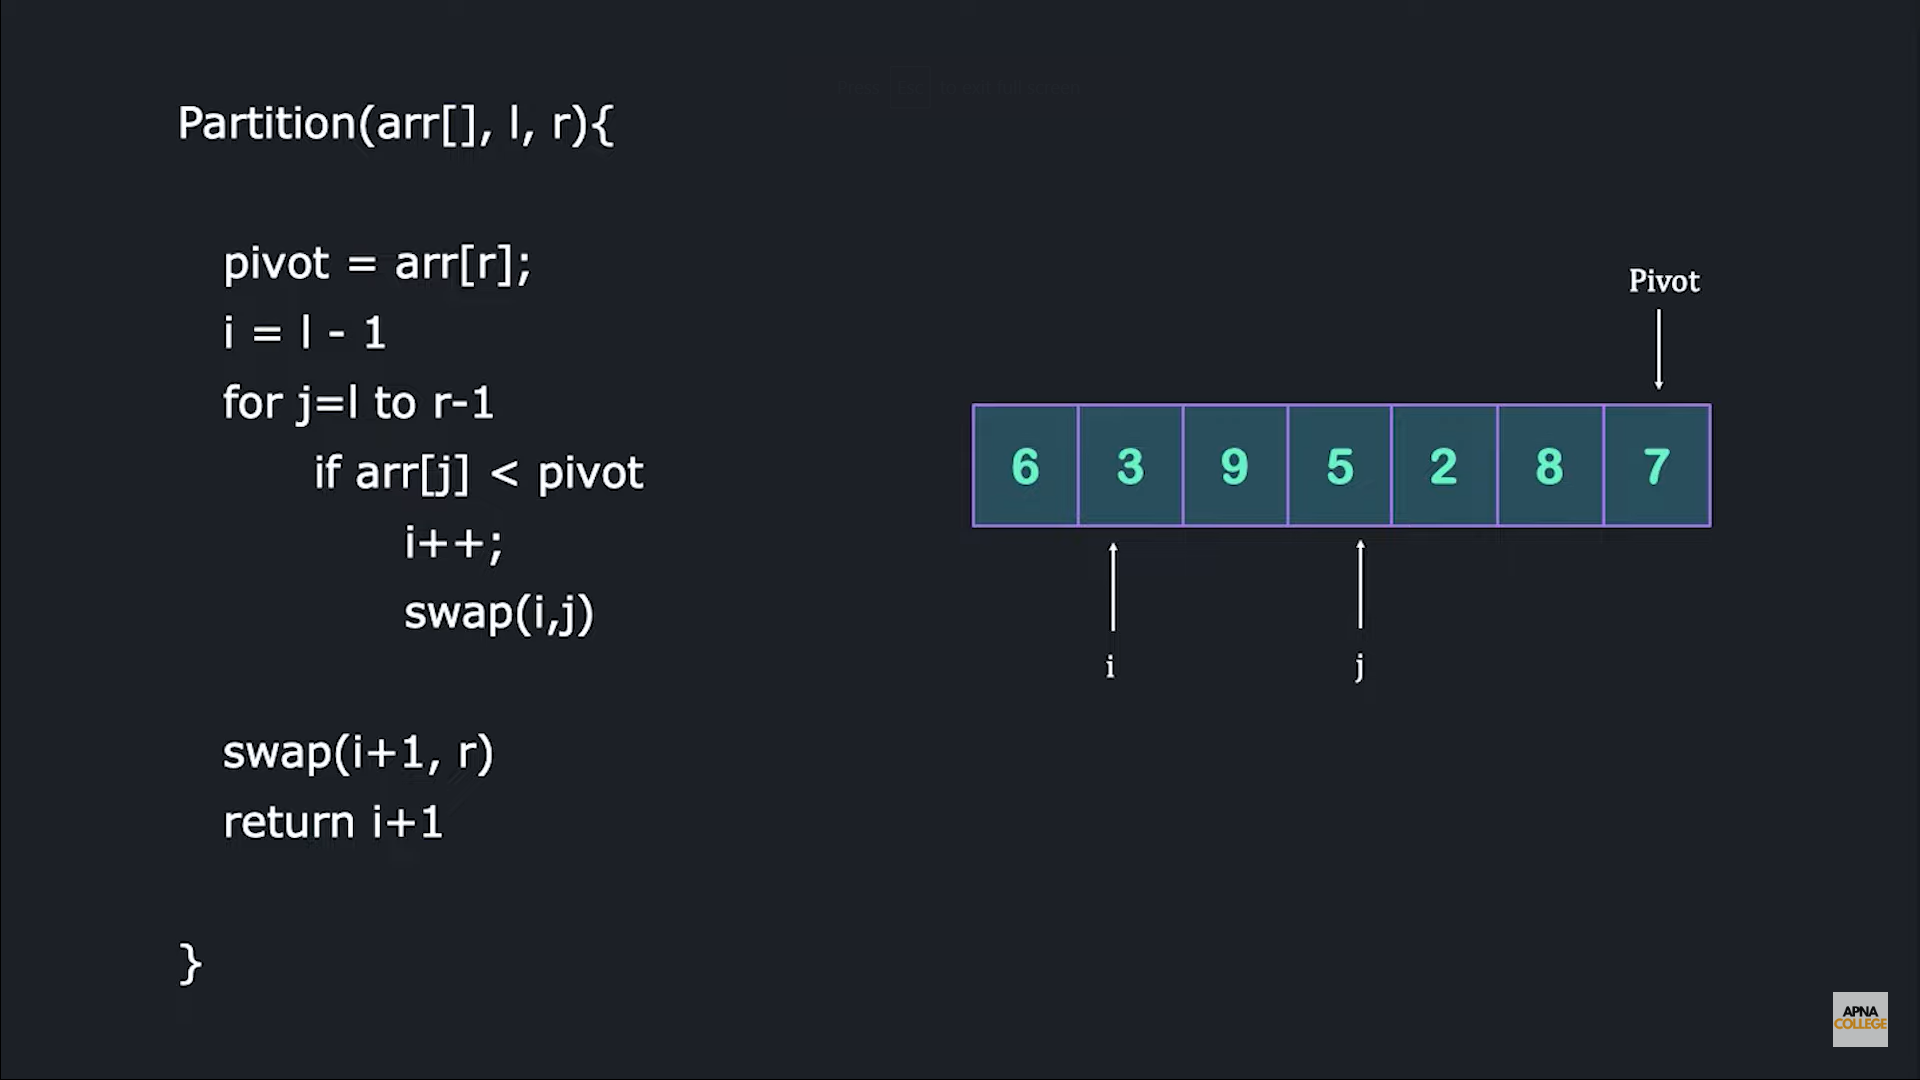 Partition(arr[], l, r){
pivot = arr[r];
i = l - 1
for j=l to r-1
if arr[j] < pivot
i++;
swap(i,j)
swap(i+1, r)
return i+1
}
Pivot
6 3 9 5 2 8 7
i j
APNA
COLLEGE